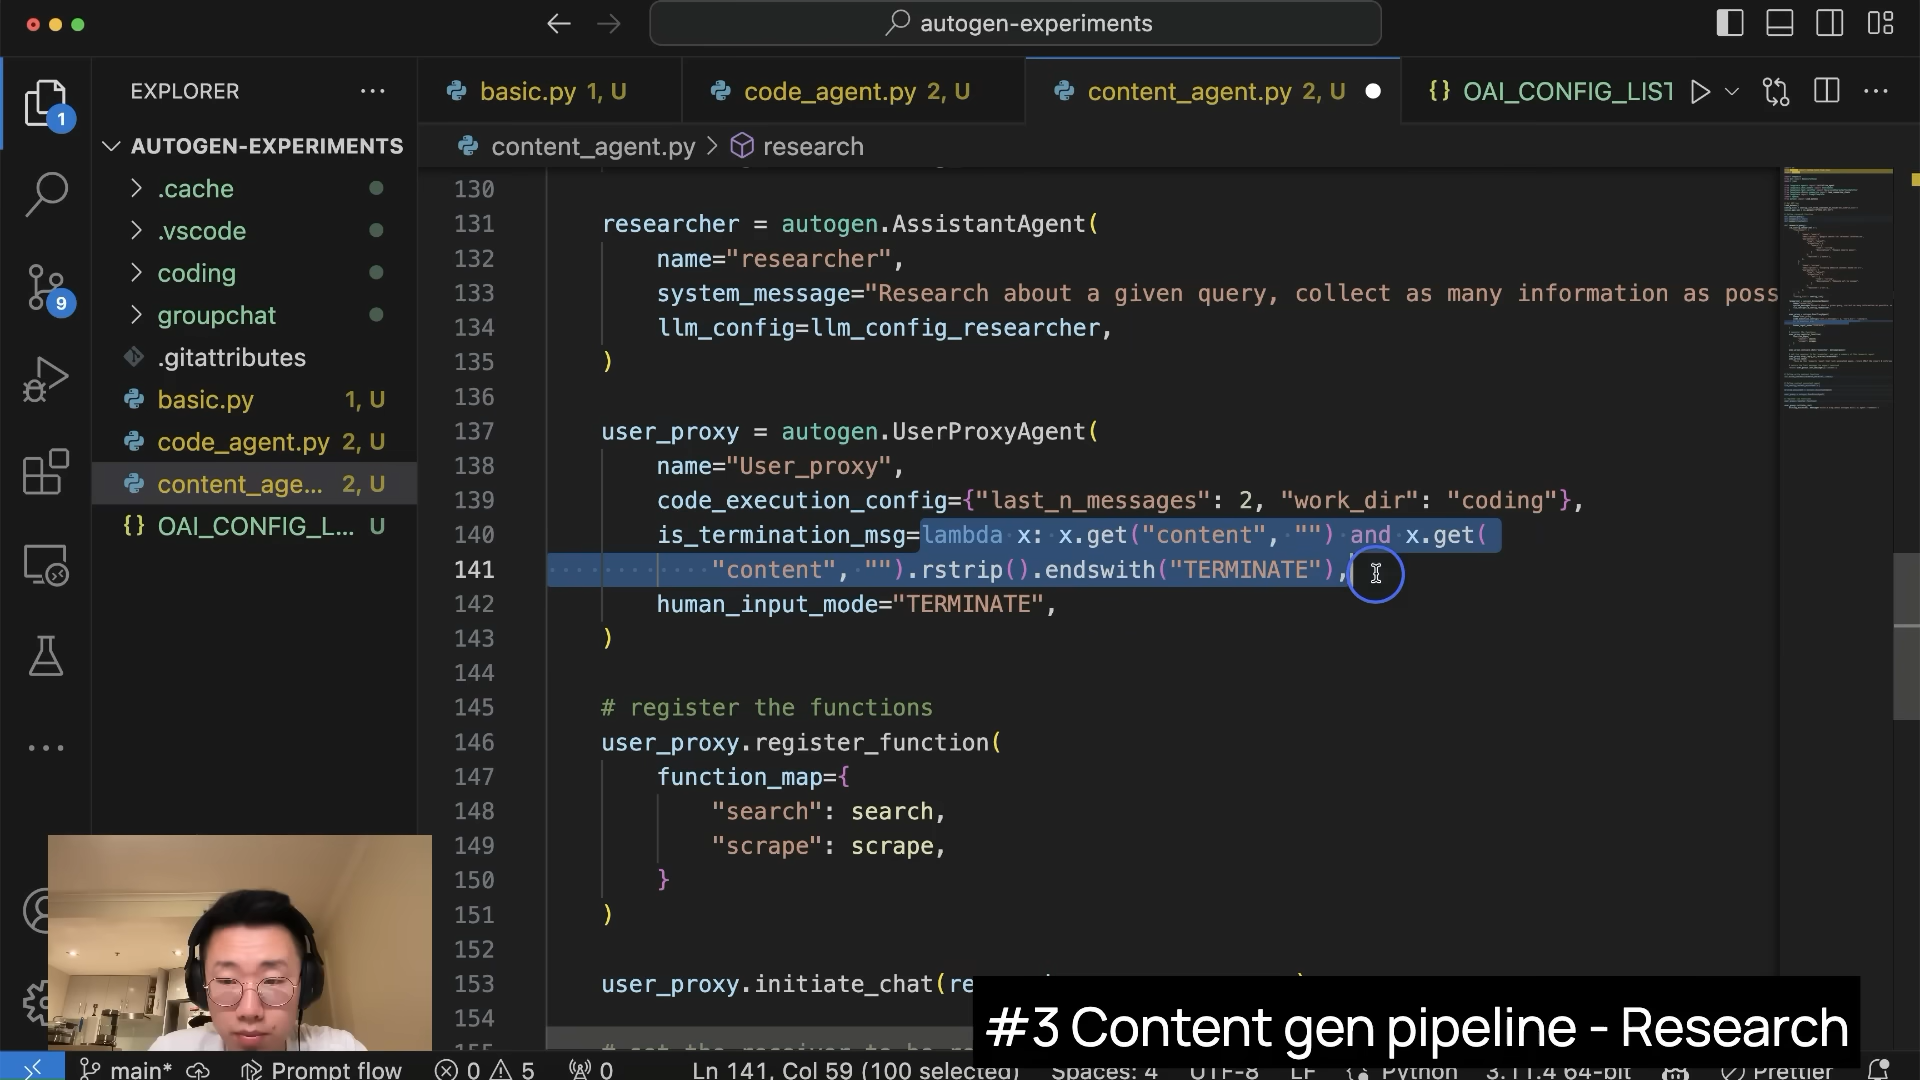 autogen-experiments
EXPLORER
basic.py 1, U
code_agent.py 2, U
content_agent.py 2, U
{} OAI_CONFIG_LIST
content_agent.py > research
1
9
AUTOGEN-EXPERIMENTS
.cache
.vscode
coding
groupchat
.gitattributes
basic.py 1, U
code_agent.py 2, U
content_age... 2, U
{} OAI_CONFIG_L... U
130
131 researcher = autogen.AssistantAgent(
132 name="researcher",
133 system_message="Research about a given query, collect as many information as poss
134 llm_config=llm_config_researcher,
135 )
136
137 user_proxy = autogen.UserProxyAgent(
138 name="User_proxy",
139 code_execution_config={"last_n_messages": 2, "work_dir": "coding"},
140 is_termination_msg=lambda x: x.get("content", "") and x.get(
141 "content", "").rstrip().endswith("TERMINATE"),
142 human_input_mode="TERMINATE",
143 )
144
145 # register the functions
146 user_proxy.register_function(
147 function_map={
148 "search": search,
149 "scrape": scrape,
150 }
151 )
152
153 user_proxy.initiate_chat(re
154
#3 Content gen pipeline - Research
main* Prompt flow 0 5 0 Ln 141, Col 59 (100 selected) Spaces: 4 UTF-8 LF Python 3.11.4 64-bit Prettier